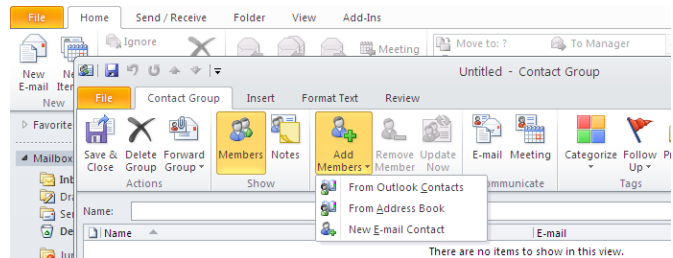 File Home Send / Receive Folder View Add-Ins
Ignore Meeting Move to: ? To Manager
New
E-mail
New
Untitled - Contact Group
File Contact Group Insert Format Text Review
Save & Close Delete Group Forward Group Members Notes Add Members Remove Member Update Now E-mail Meeting Categorize Follow Up
Actions Show Tags
From Outlook Contacts
From Address Book
New E-mail Contact
Name:
Name E-mail
There are no items to show in this view.
Mailbox